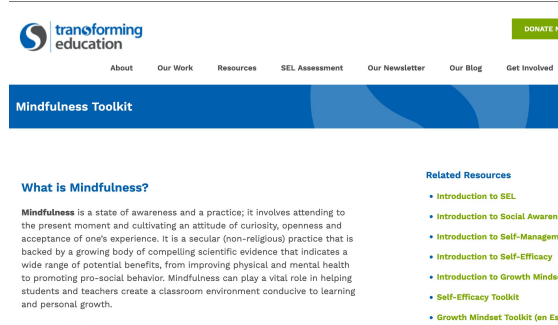 transforming
education
DONATE
About Our Work Resources SEL Assessment Our Newsletter Our Blog Get Involved
Mindfulness Toolkit
What is Mindfulness?
Mindfulness is a state of awareness and a practice; it involves attending to
the present moment and cultivating an attitude of curiosity, openness and
acceptance of one's experience. It is a secular (non-religious) practice that is
backed by a growing body of compelling scientific evidence that indicates a
wide range of potential benefits, from improving physical and mental health
to promoting pro-social behavior. Mindfulness can play a vital role in helping
students and teachers create a classroom environment conducive to learning
and personal growth.
Related Resources
• Introduction to SEL
• Introduction to Social
• Introduction to
• Introduction to Self-Efficacy
• Introduction to Growth
• Self-Efficacy Toolkit
• Growth Mindset Toolkit (en